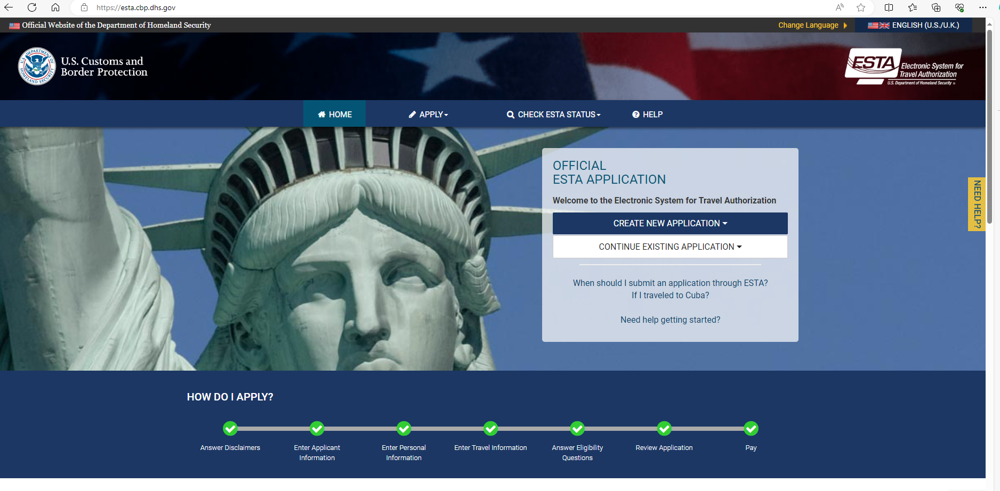 https://esta.cbp.dhs.gov
Official Website of the Department of Homeland Security
Change Language
ENGLISH (U.S./U.K.)
U.S. DEPARTMENT OF HOMELAND SECURITY
U.S. Customs and
Border Protection
ESTA
Electronic System for
Travel Authorization
U.S. Department of Homeland Security
HOME
APPLY
CHECK ESTA STATUS
HELP
OFFICIAL
ESTA APPLICATION
Welcome to the Electronic System for Travel Authorization
CREATE NEW APPLICATION
CONTINUE EXISTING APPLICATION
When should I submit an application through ESTA?
If I traveled to Cuba?
Need help getting started?
NEED HELP?
HOW DO I APPLY?
Answer Disclaimers
Enter Applicant
Information
Enter Personal
Information
Enter Travel Information
Answer Eligibility
Questions
Review Application
Pay